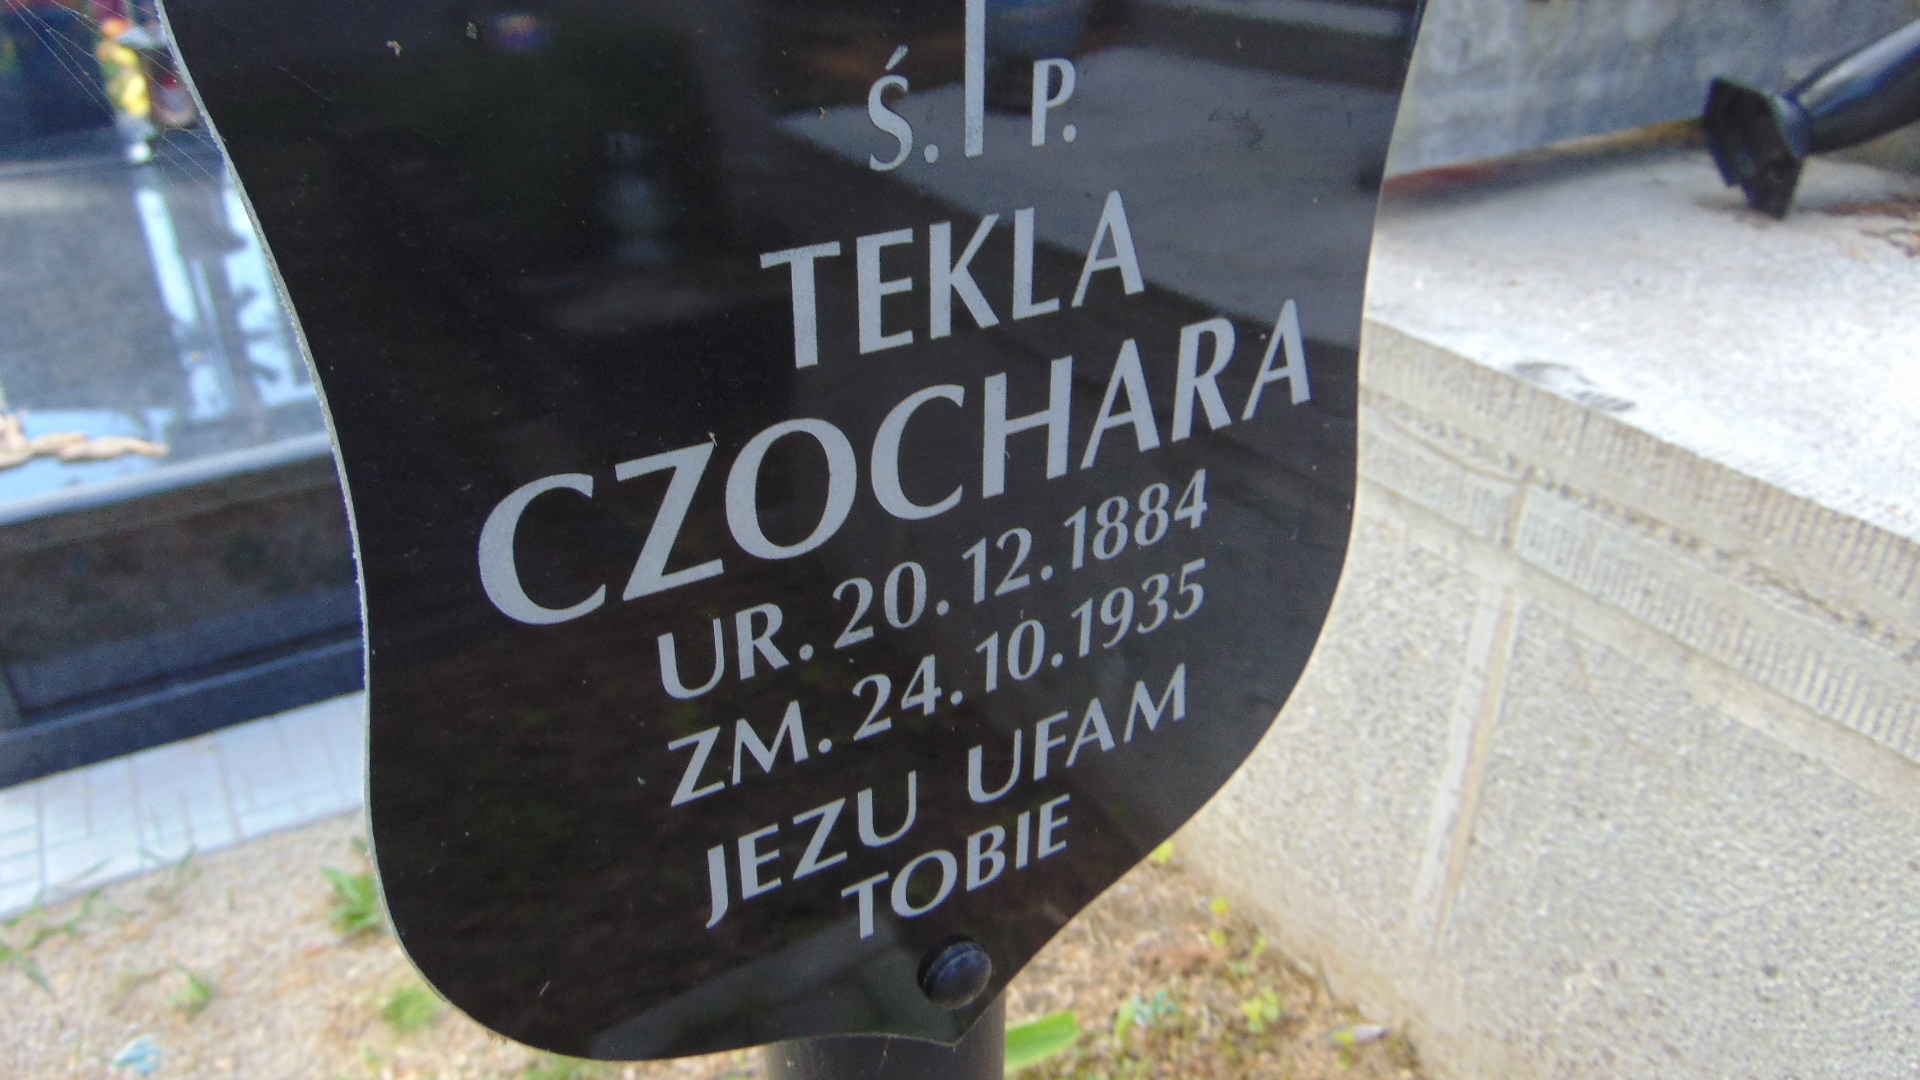 Ś. P.
TEKLA
CZOCHARA
UR. 20.12.1884
ZM. 24.10.1935
JEZU UFAM
TOBIE